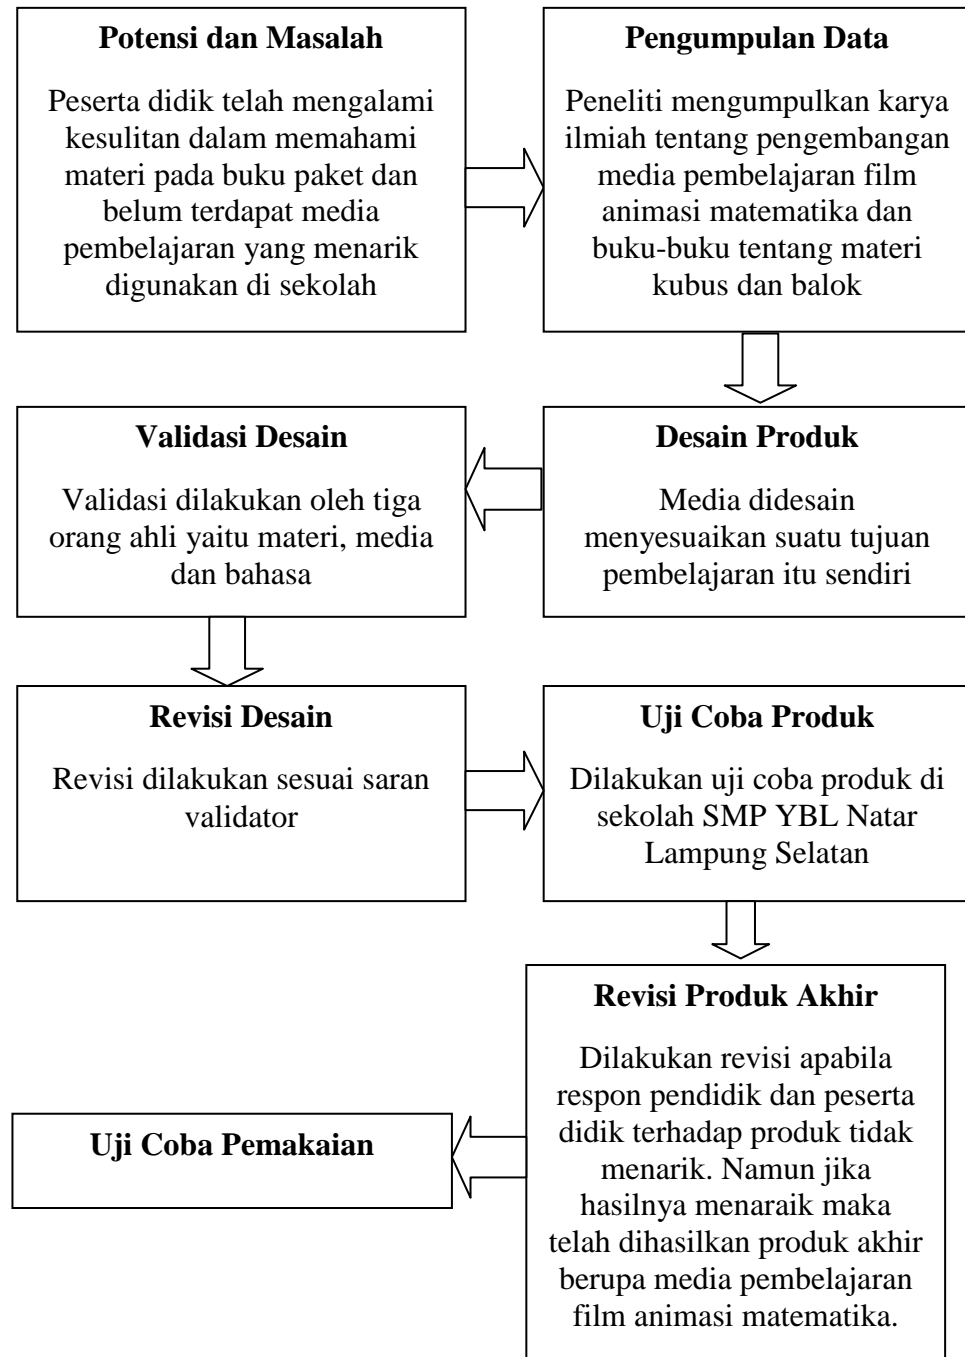 Potensi dan Masalah
Peserta didik telah mengalami
kesulitan dalam memahami
materi pada buku paket dan
belum terdapat media
pembelajaran yang menarik
digunakan di sekolah
Pengumpulan Data
Peneliti mengumpulkan karya
ilmiah tentang pengembangan
media pembelajaran film
animasi matematika dan
buku-buku tentang materi
kubus dan balok
Desain Produk
Media didesain
menyesuaikan suatu tujuan
pembelajaran itu sendiri
Validasi Desain
Validasi dilakukan oleh tiga
orang ahli yaitu materi, media
dan bahasa
Revisi Desain
Revisi dilakukan sesuai saran
validator
Uji Coba Produk
Dilakukan uji coba produk di
sekolah SMP YBL Natar
Lampung Selatan
Revisi Produk Akhir
Dilakukan revisi apabila
respon pendidik dan peserta
didik terhadap produk tidak
menarik. Namun jika
hasilnya menaraik maka
telah dihasilkan produk akhir
berupa media pembelajaran
film animasi matematika.
Uji Coba Pemakaian